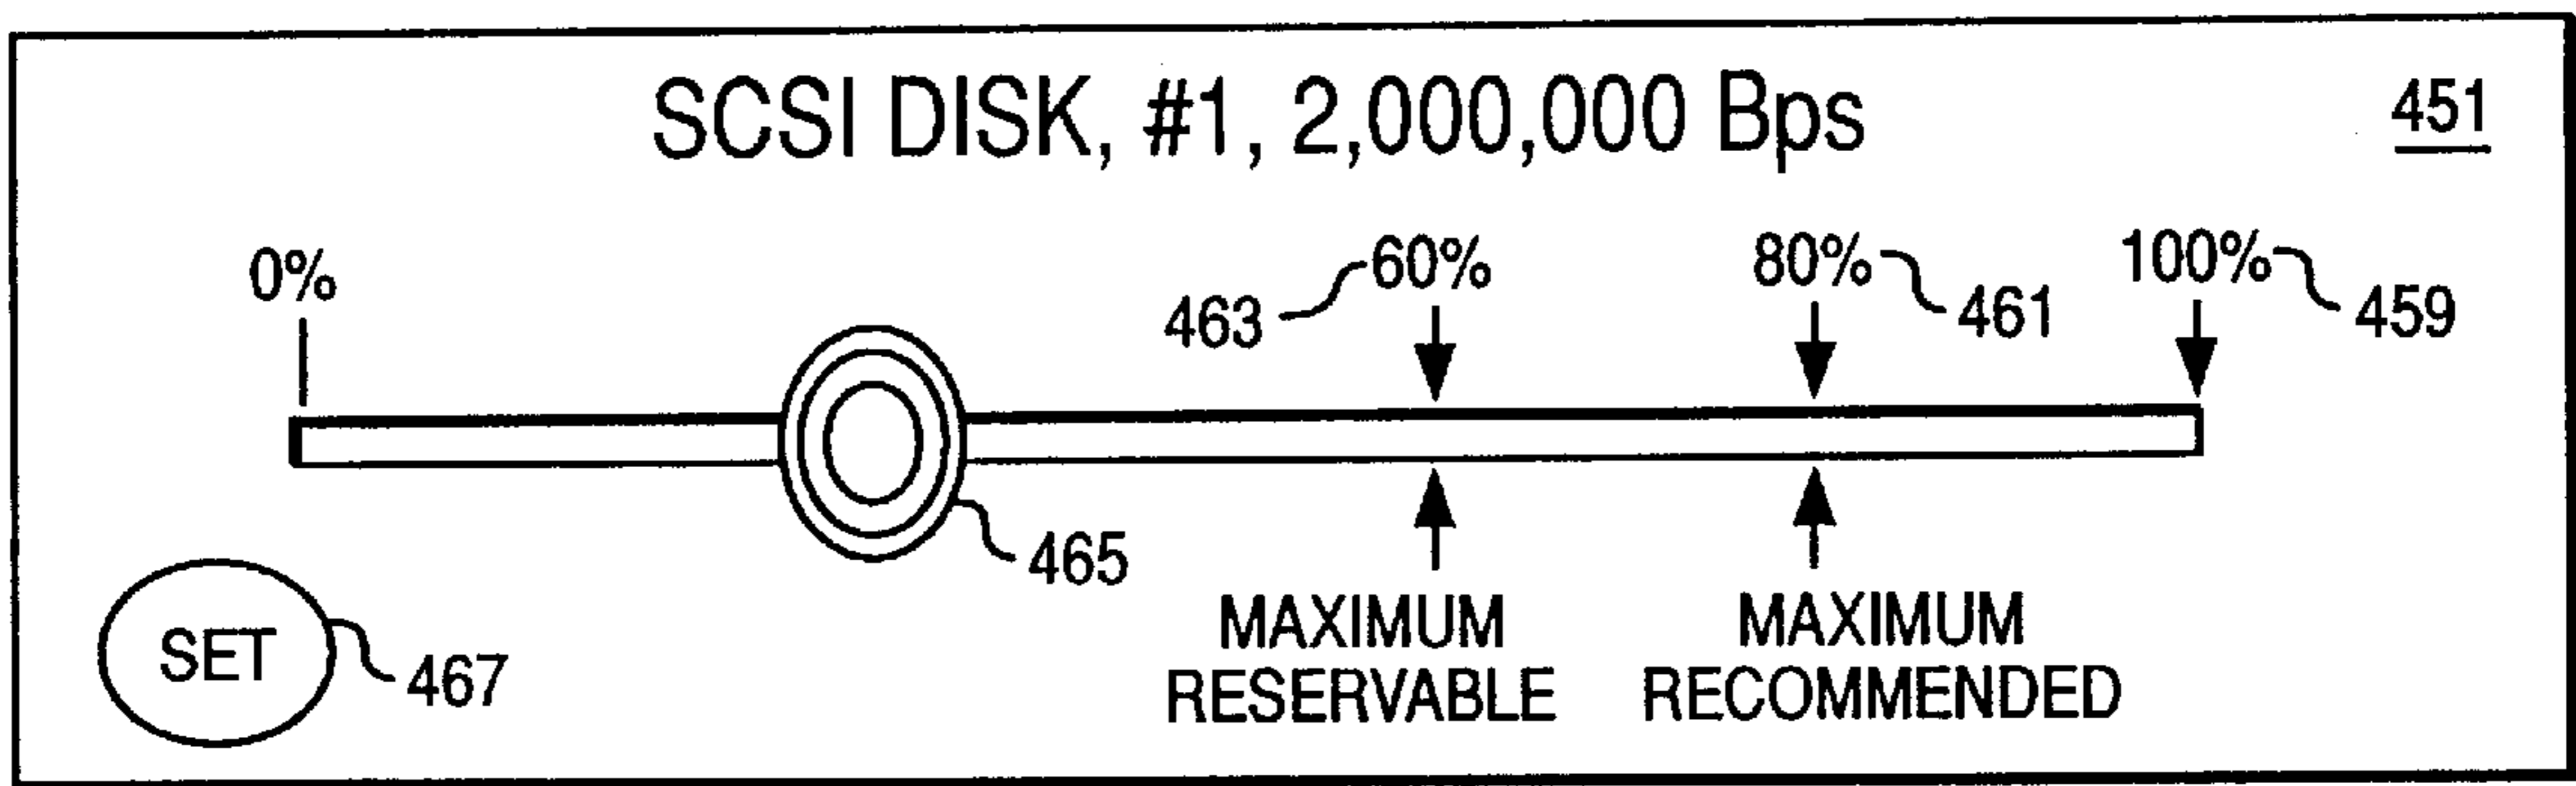 SCSI DISK, #1, 2,000,000 Bps
451
0%
463
60%
80%
461
100%
459
465
SET
467
MAXIMUM
RESERVABLE
MAXIMUM
RECOMMENDED